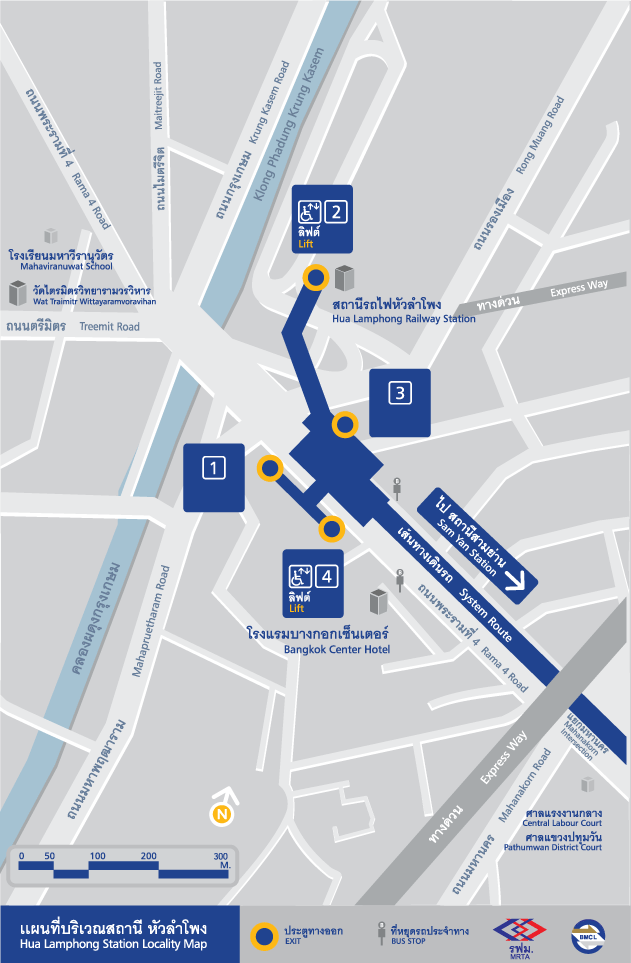 ถนนพระรามที่ 4 Rama 4 Road
ถนนไมตรีจิต Maitreejit Road
ถนนกรุงเกษม Krung Kasem Road
Klong Phadung Krung Kasem
ถนนรองเมือง Rong Muang Road
2
ลิฟต์
Lift
โรงเรียนมหาวีรานุวัตร
Mahaviranuwat School
วัดไตรมิตรวิทยารามวรวิหาร
Wat Traimitr Wittayaramvoravihan
ถนนตรีมิตร Treemit Road
สถานีรถไฟหัวลำโพง
Hua Lamphong Railway Station
ทางด่วน Express Way
3
1
ไป สถานีสามย่าน
Sam Yan Station
เส้นทางเดินรถ System Route
4
ลิฟต์
Lift
โรงแรมบางกอกเซ็นเตอร์
Bangkok Center Hotel
ถนนพระรามที่ 4 Rama 4 Road
คลองผดุงกรุงเกษม
ถนนมหาพฤฒาราม Mahapruetharam Road
แยกมหานคร
Mahanakorn
Intersection
ทางด่วน Express Way
ถนนมหานคร Mahanakorn Road
ศาลแรงงานกลาง
Central Labour Court
ศาลแขวงปทุมวัน
Pathumwan District Court
N
0 50 100 200 300
M.
แผนที่บริเวณสถานี หัวลำโพง
Hua Lamphong Station Locality Map
ประตูทางออก
EXIT
ที่หยุดรถประจำทาง
BUS STOP
รฟม.
MRTA
BMCL